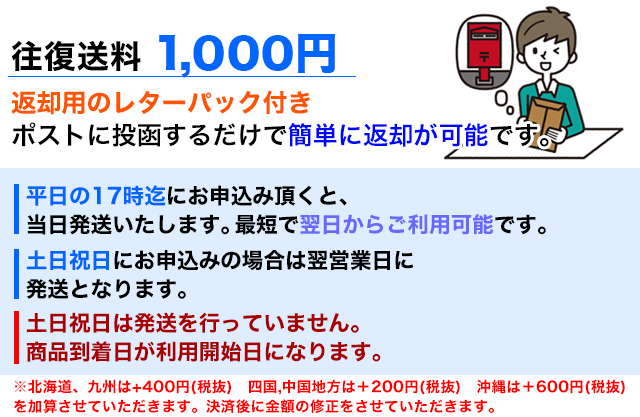 往復送料 1,000円
返却用のレターパック付き
ポストに投函するだけで簡単に返却が可能です。
平日の17時迄にお申込み頂くと、
当日発送いたします。最短で翌日からご利用可能です。
土日祝日にお申込みの場合は翌営業日に
発送となります。
土日祝日は発送を行っていません。
商品到着日が利用開始日になります。
※北海道、九州は+400円(税抜)　四国,中国地方は＋200円(税抜)　沖縄は＋600円(税抜)
を加算させていただきます。決済後に金額の修正をさせていただきます。